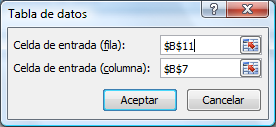 Tabla de datos
Celda de entrada (fila): $B$11
Celda de entrada (columna): $B$7
Aceptar Cancelar